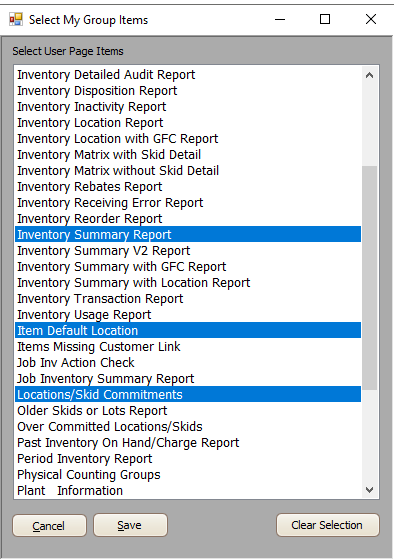 Select My Group Items
Select User Page Items
Inventory Detailed Audit Report
Inventory Disposition Report
Inventory Inactivity Report
Inventory Location Report
Inventory Location with GFC Report
Inventory Matrix with Skid Detail
Inventory Matrix without Skid Detail
Inventory Rebates Report
Inventory Receiving Error Report
Inventory Reorder Report
Inventory Summary Report
Inventory Summary V2 Report
Inventory Summary with GFC Report
Inventory Summary with Location Report
Inventory Transaction Report
Inventory Usage Report
Item Default Location
Items Missing Customer Link
Job Inv Action Check
Job Inventory Summary Report
Locations/Skid Commitments
Older Skids or Lots Report
Over Committed Locations/Skids
Past Inventory On Hand/Charge Report
Period Inventory Report
Physical Counting Groups
Plant   Information
Cancel Save Clear Selection